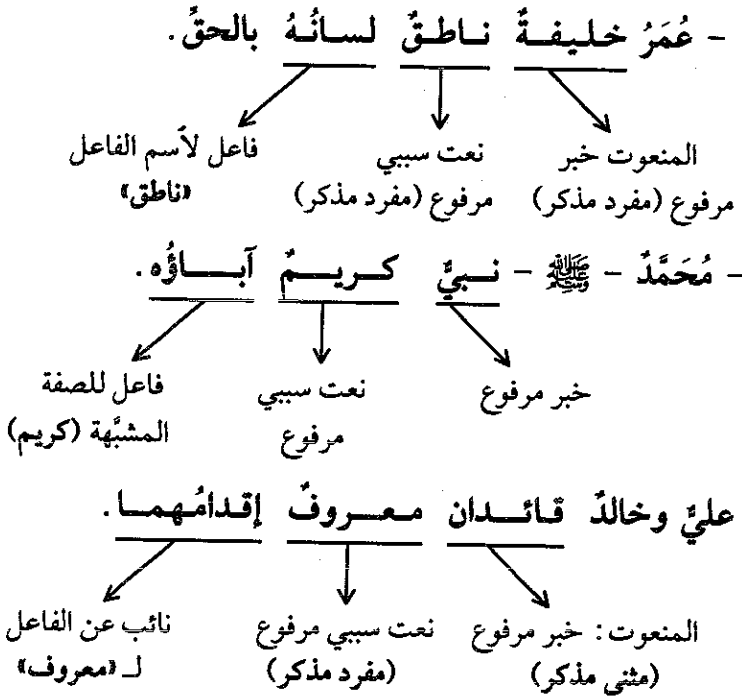 - عُمَرُ خليفةٌ ناطقٌ لسانُهُ بالحقِّ.
المنعوت خبر نعت سببي فاعل لاسم الفاعل
مرفوع (مفرد مذكر) مرفوع (مفرد مذكر) «ناطق»
- مُحَمَّدٌ - ﷺ - نبيٌّ كريمٌ آباؤُه.
خبر مرفوع نعت سببي فاعل للصفة
مرفوع المشبَّهة (كريم)
عليٌّ وخالدٌ قائدان معروفٌ إقدامُهما.
المنعوت: خبر مرفوع نعت سببي مرفوع نائب عن الفاعل
(مثنى مذكر) (مفرد مذكر) لـ «معروف»